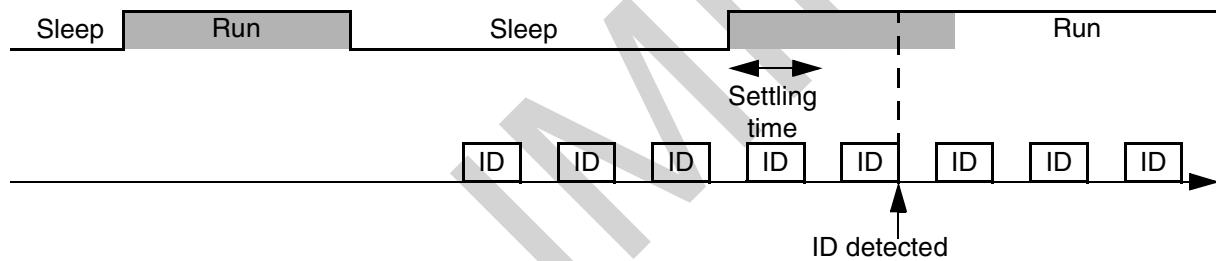 Sleep Run Sleep Run
Settling
time
ID ID ID ID ID ID ID ID
ID detected